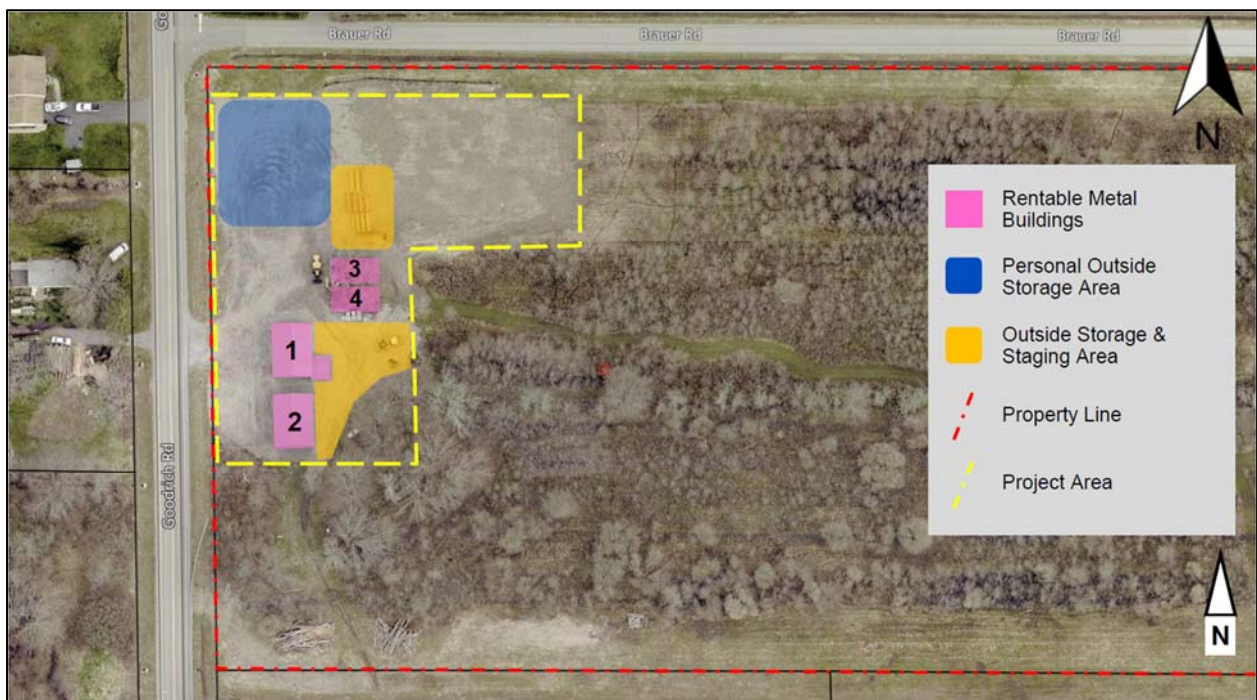 Go
Brauer Rd
Brauer Rd
Brauer Rd
N
Rentable Metal
Buildings
Personal Outside
Storage Area
Outside Storage &
Staging Area
Property Line
Project Area
3
4
1
2
Goodrich Rd
N